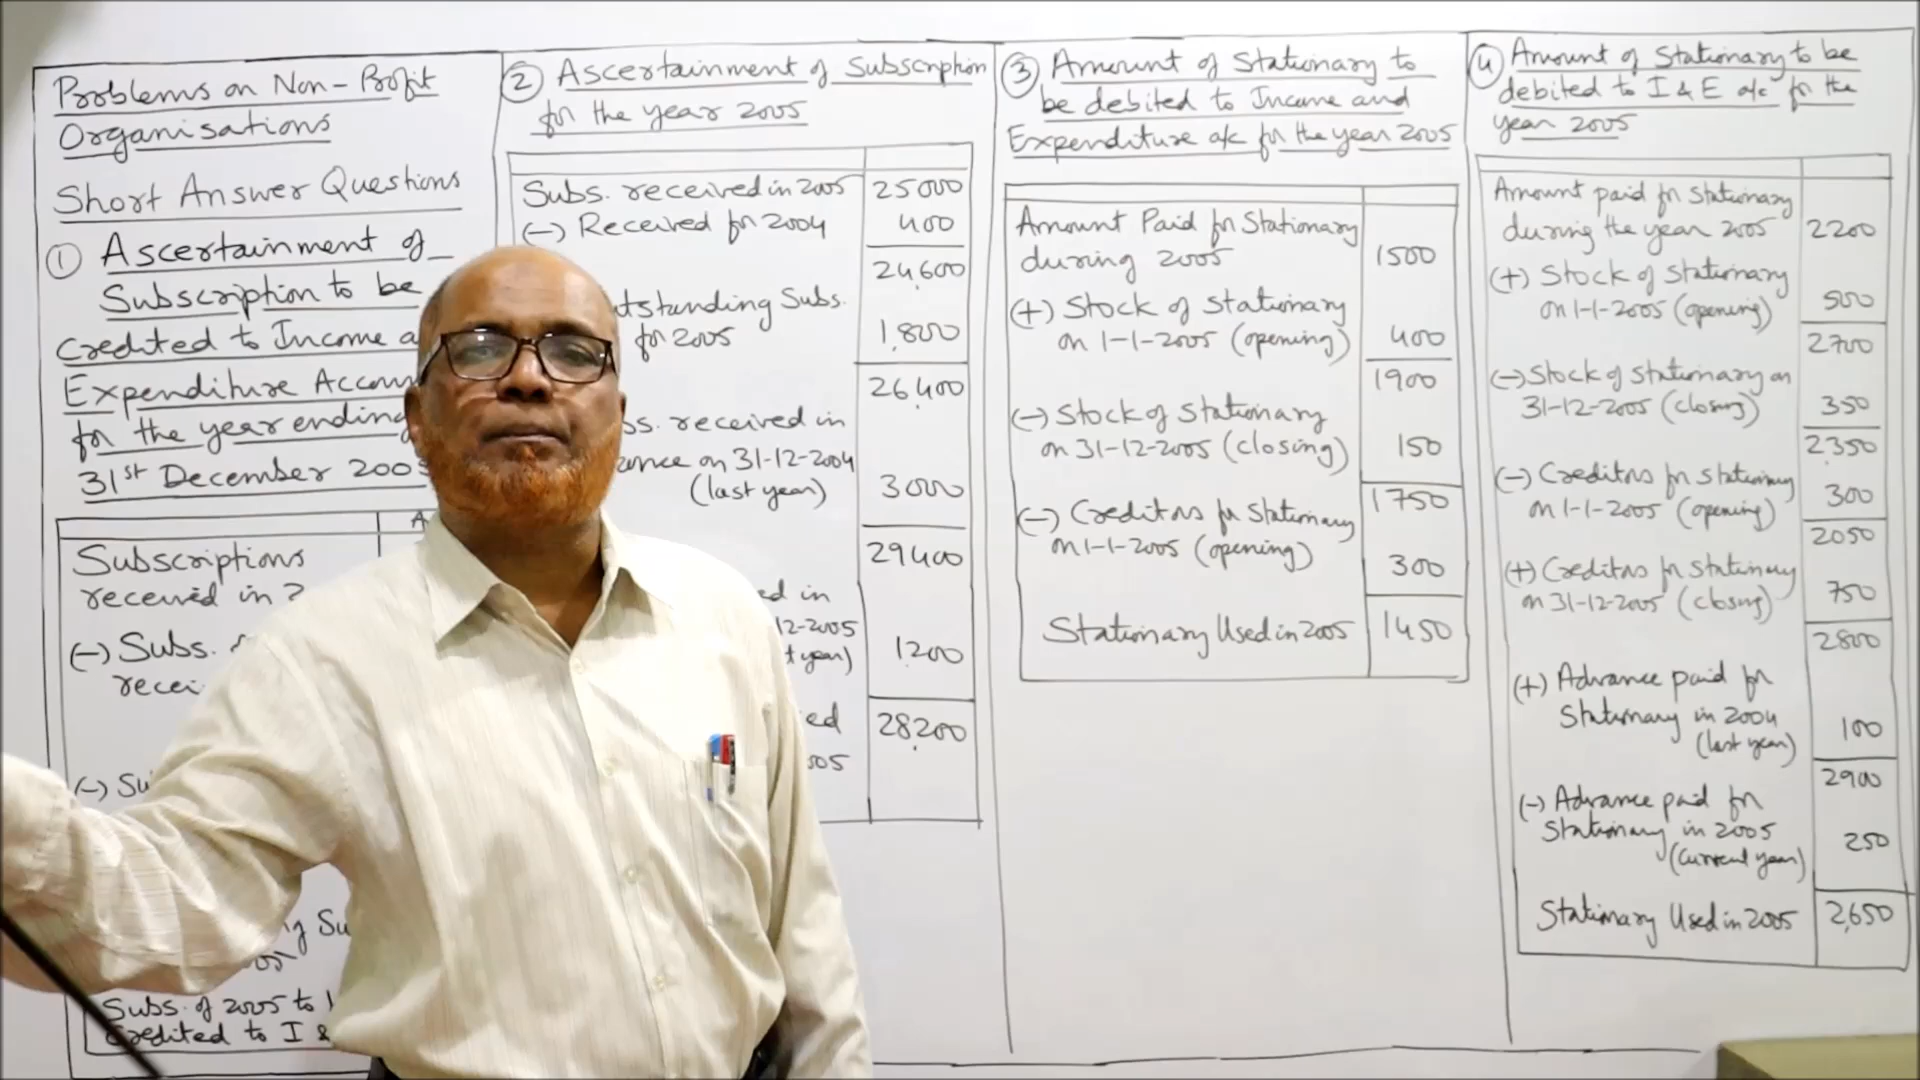 Problems on Non-Profit
Organisations
Short Answer Questions
① Ascertainment of
Subscription to be
Credited to Income
Expenditure
for the year ending
31st December 2005
Subscriptions
received in
(-) Subs.
(-)
Subs. of 2005 to
Credited to I &
② Ascertainment of Subscription
for the year 2005
Subs. received in 2005 25000
(-) Received for 2004 400
24,600
Subs.
for 2005 1,800
26,400
received in
on 31-12-2004
(last year) 3000
29400
in
-2005
year) 1200
28,200
③ Amount of Stationary to
be debited to Income and
Expenditure a/c for the year 2005
Amount Paid for Stationary
during 2005 1500
(+) Stock of Stationary
on 1-1-2005 (opening) 400
1900
(-) Stock of Stationary
on 31-12-2005 (closing) 150
1750
(-) Creditors for Stationary
on 1-1-2005 (opening) 300
Stationary Used in 2005 1450
④ Amount of Stationary to be
debited to I & E a/c for the
year 2005
Amount paid for Stationary
during the year 2005 2200
(+) Stock of Stationary
on 1-1-2005 (opening) 500
2700
(-) Stock of Stationary on
31-12-2005 (closing) 350
2,350
(-) Creditors for Stationary
on 1-1-2005 (opening) 300
2050
(+) Creditors for Stationary
on 31-12-2005 (closing) 750
2800
(+) Advance paid for
Stationary in 2004
(last year) 100
2900
(-) Advance paid for
Stationary in 2005
(Current year) 250
Stationary Used in 2005 2,650